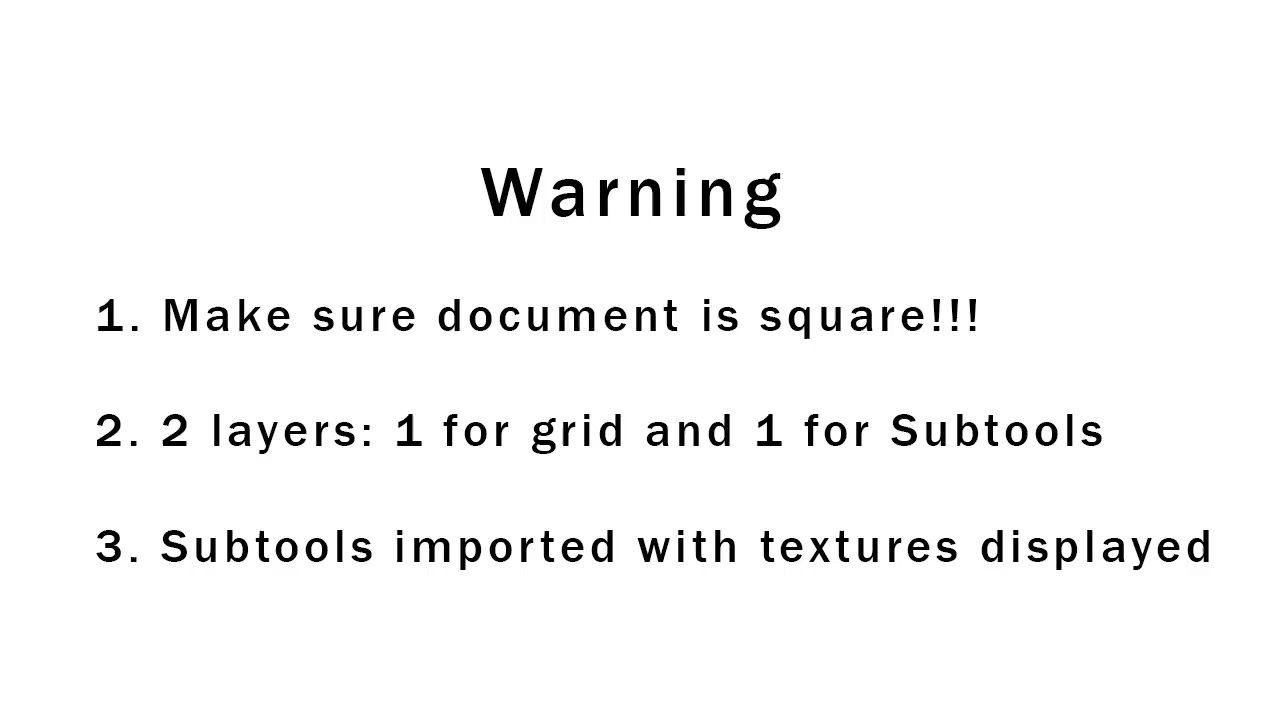 Warning
1. Make sure document is square!!!
2. 2 layers: 1 for grid and 1 for Subtools
3. Subtools imported with textures displayed